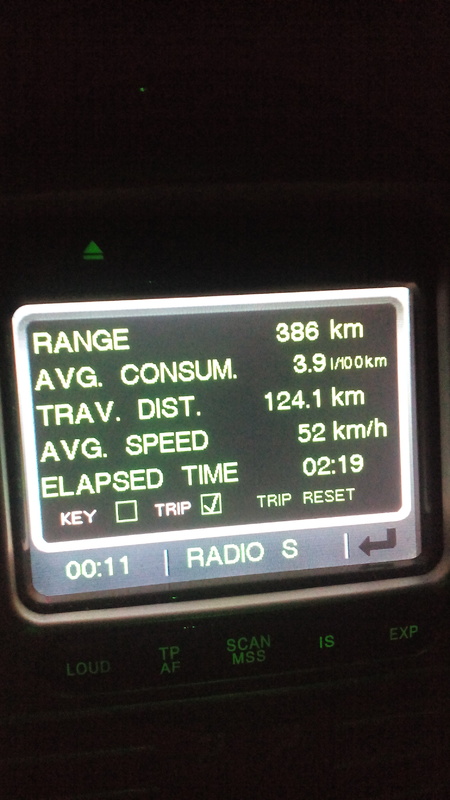 RANGE 386 km
AVG. CONSUM. 3.9 l/100km
TRAV. DIST. 124.1 km
AVG. SPEED 52 km/h
ELAPSED TIME 02:19
KEY TRIP TRIP RESET
00:11 RADIO S
LOUD TP AF SCAN MSS IS EXP